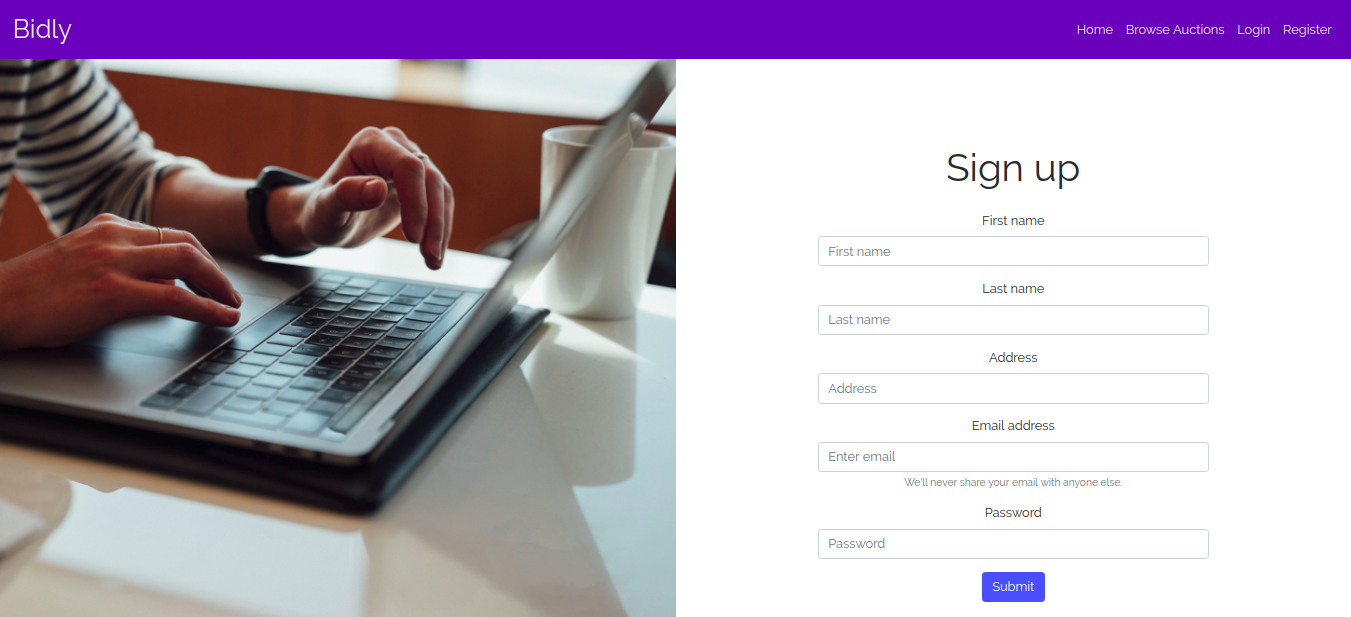 Bidly
Home Browse Auctions Login Register
Sign up
First name
First name
Last name
Last name
Address
Address
Email address
Enter email
We'll never share your email with anyone else.
Password
Password
Submit